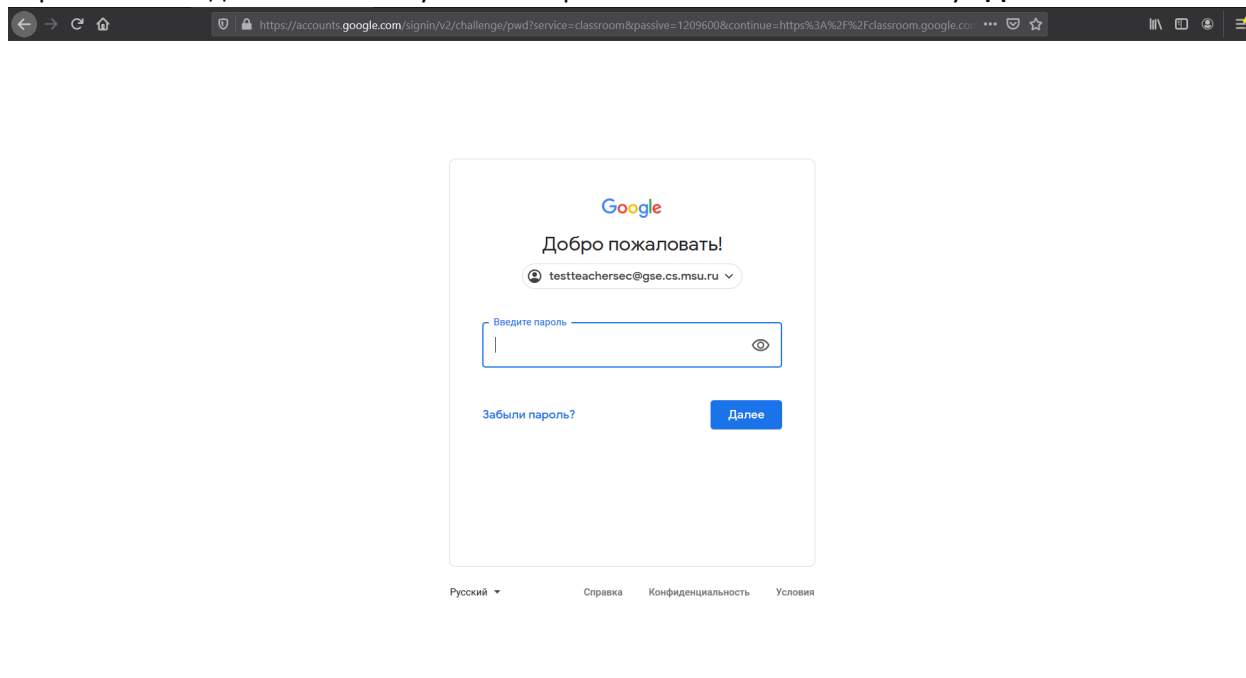 https://accounts.google.com/signin/v2/challenge/pwd?service=classroom&passive=1209600&continue=https%3A%2F%2Fclassroom.google.com
Google
Добро пожаловать!
testteachersec@gse.cs.msu.ru
Введите пароль
Забыли пароль?
Далее
Русский
Справка Конфиденциальность Условия